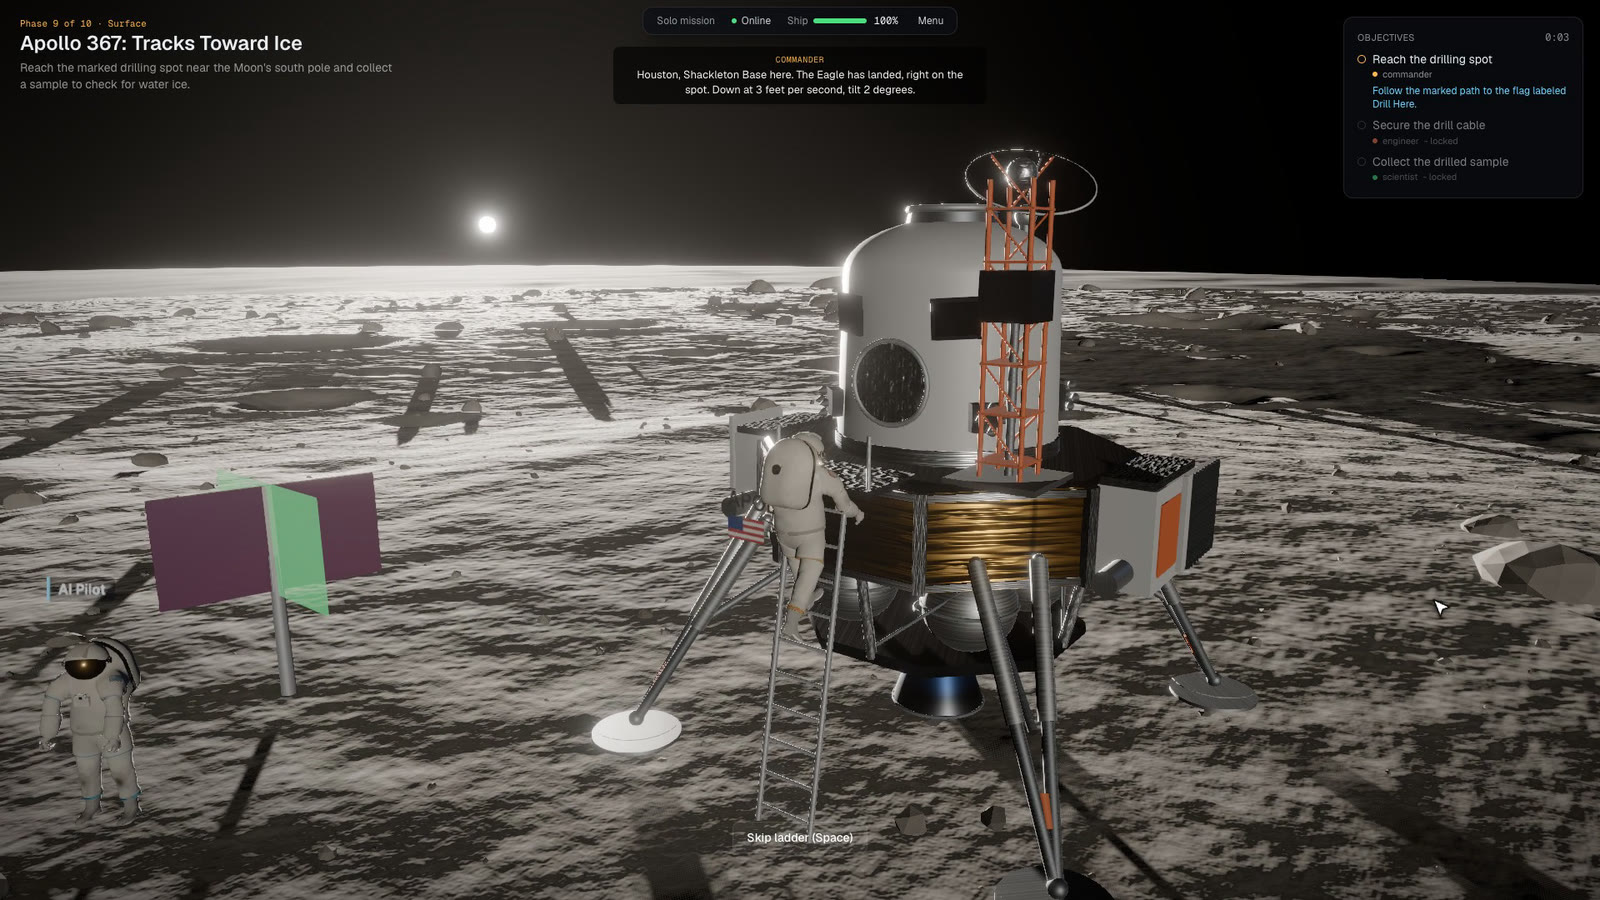 Phase 9 of 10 · Surface
Apollo 367: Tracks Toward Ice
Reach the marked drilling spot near the Moon's south pole and collect
a sample to check for water ice.
Solo mission
Online
Ship
100%
Menu
COMMANDER
Houston, Shackleton Base here. The Eagle has landed, right on the
spot. Down at 3 feet per second, tilt 2 degrees.
OBJECTIVES
0:03
Reach the drilling spot
commander
Follow the marked path to the flag labeled
Drill Here.
Secure the drill cable
engineer - locked
Collect the drilled sample
scientist - locked
AI Pilot
Skip ladder (Space)